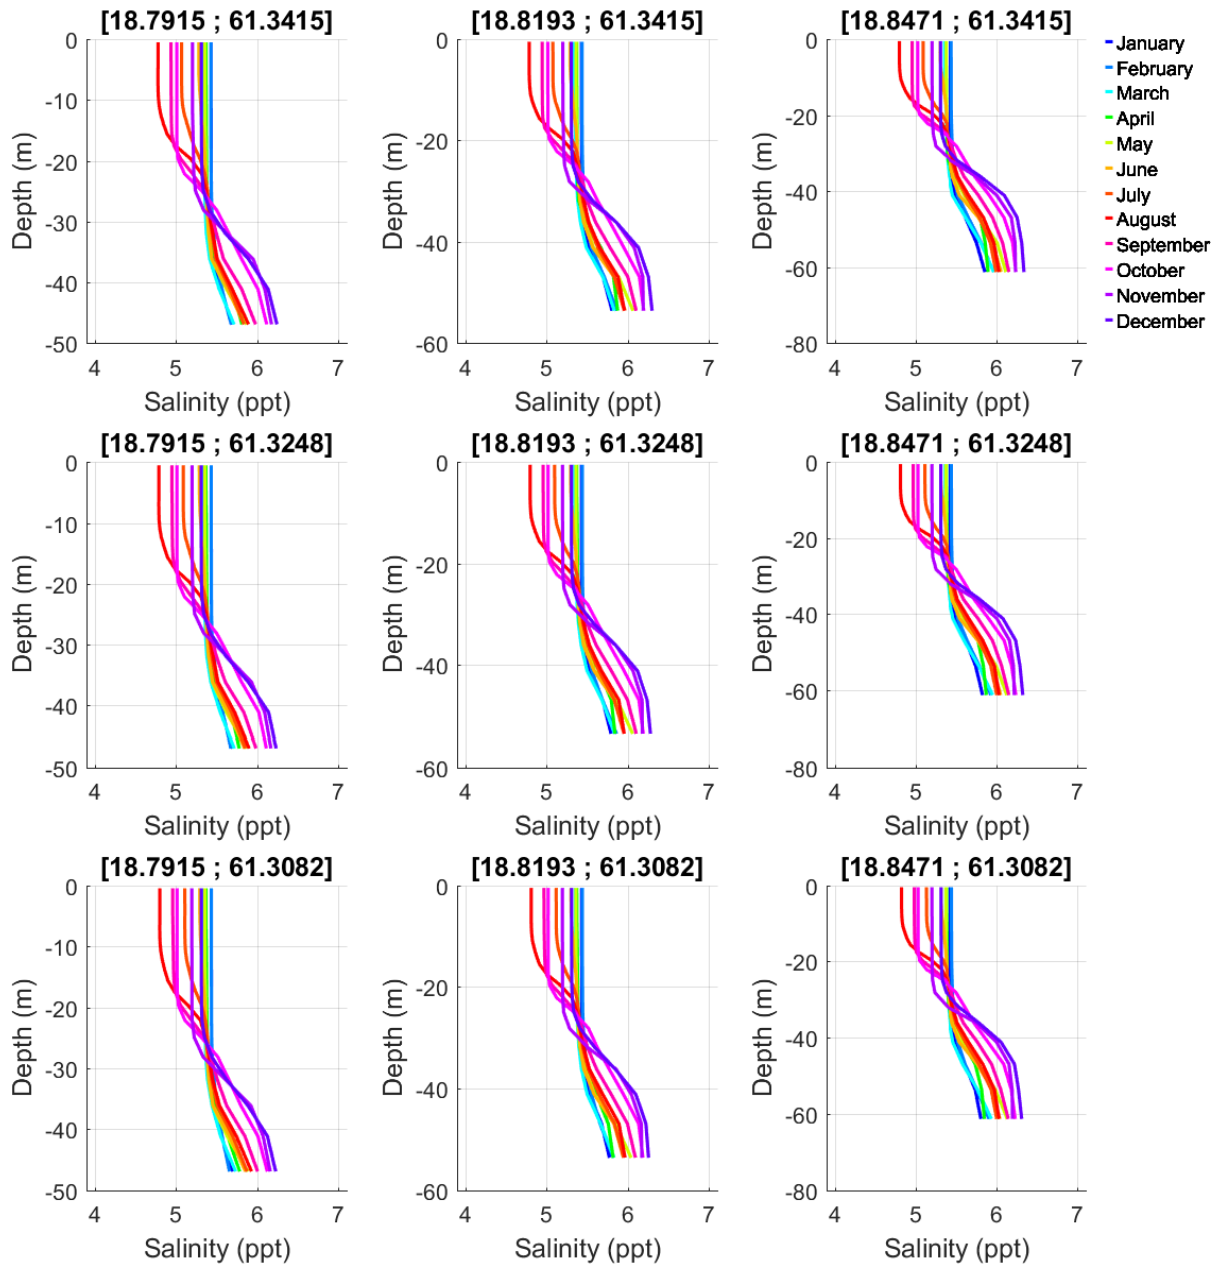 [18.7915 ; 61.3415]
0
-10
-20
-30
-40
-50
Depth (m)
4 5 6 7
Salinity (ppt)
[18.8193 ; 61.3415]
0
-20
-40
-60
Depth (m)
4 5 6 7
Salinity (ppt)
[18.8471 ; 61.3415]
0
-20
-40
-60
-80
Depth (m)
4 5 6 7
Salinity (ppt)
January
February
March
April
May
June
July
August
September
October
November
December
[18.7915 ; 61.3248]
0
-10
-20
-30
-40
-50
Depth (m)
4 5 6 7
Salinity (ppt)
[18.8193 ; 61.3248]
0
-20
-40
-60
Depth (m)
4 5 6 7
Salinity (ppt)
[18.8471 ; 61.3248]
0
-20
-40
-60
-80
Depth (m)
4 5 6 7
Salinity (ppt)
[18.7915 ; 61.3082]
0
-10
-20
-30
-40
-50
Depth (m)
4 5 6 7
Salinity (ppt)
[18.8193 ; 61.3082]
0
-20
-40
-60
Depth (m)
4 5 6 7
Salinity (ppt)
[18.8471 ; 61.3082]
0
-20
-40
-60
-80
Depth (m)
4 5 6 7
Salinity (ppt)